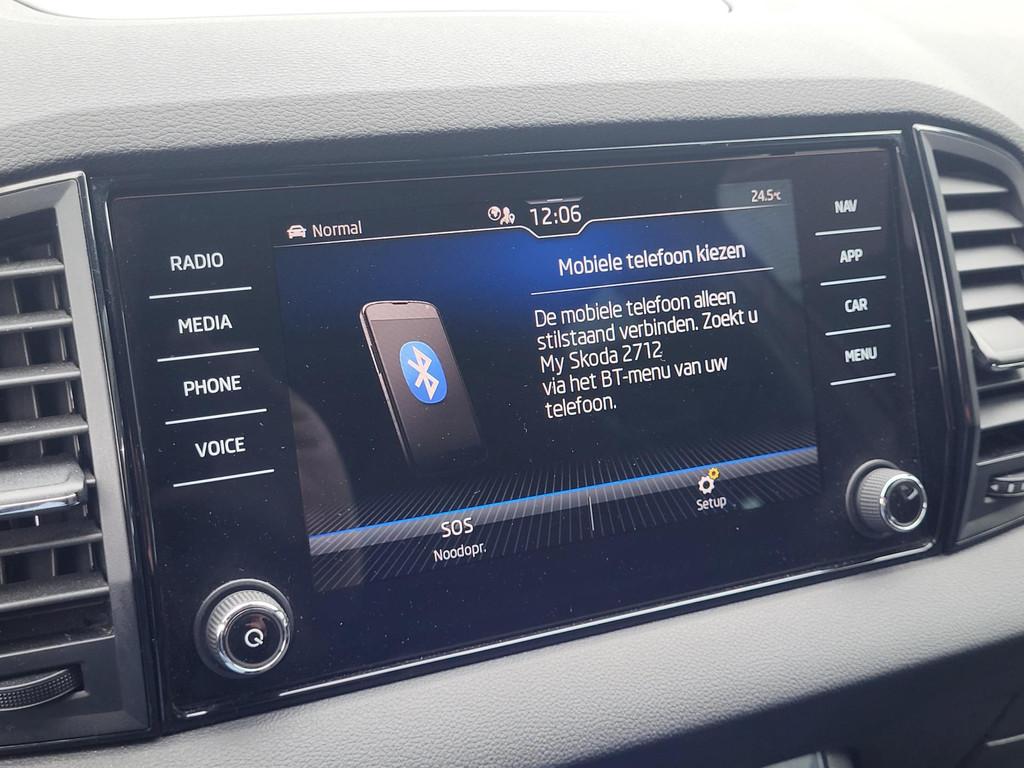 Normal
12:06
24.5°C
RADIO
MEDIA
PHONE
VOICE
Mobiele telefoon kiezen
De mobiele telefoon alleen
stilstaand verbinden. Zoekt u
My Skoda 2712
via het BT-menu van uw
telefoon.
SOS
Noodopr.
Setup
NAV
APP
CAR
MENU